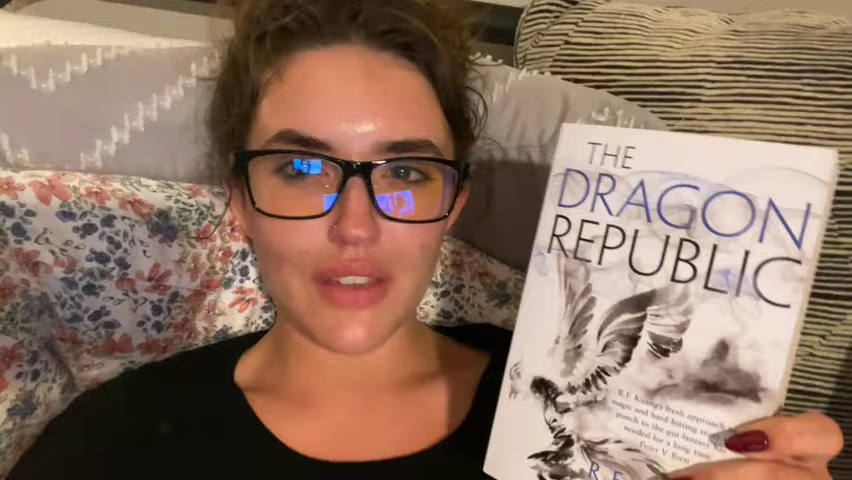 THE
DRAGON
REPUBLIC
R.F. Kuang's fresh approach
magic and hard-hitting
punch to the gut fantasy has
needed for a long time
Peter V Brett
R.F.